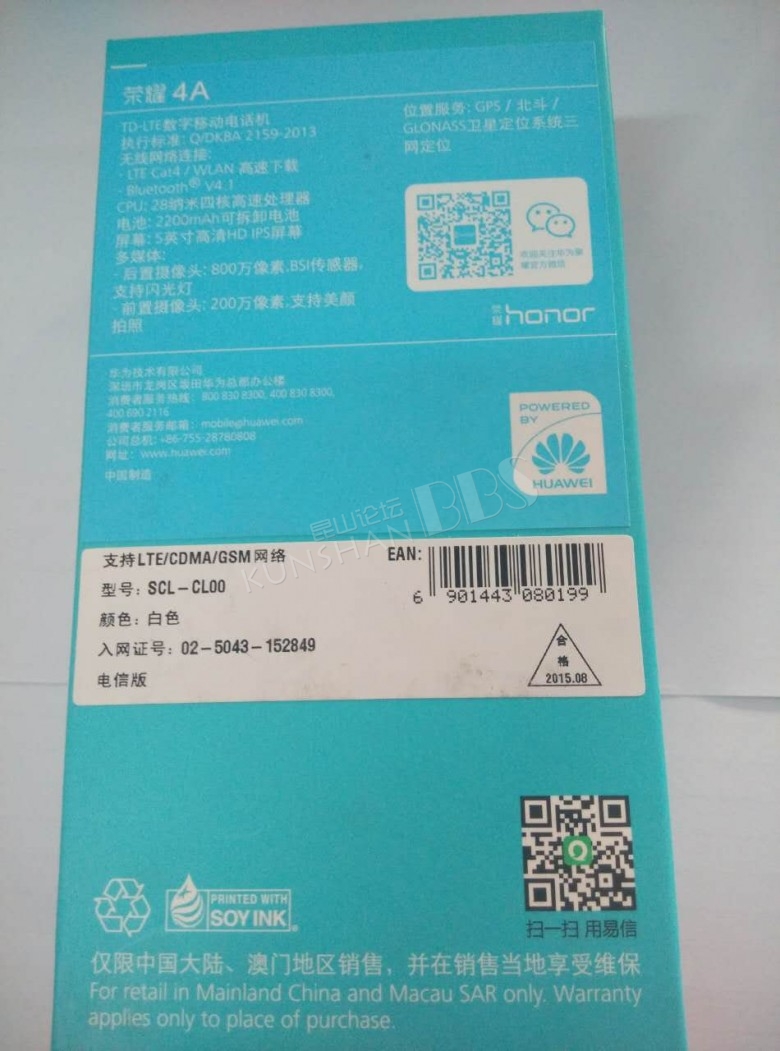 荣耀 4A
TD-LTE数字移动电话机
执行标准: Q/DKBA 2159-2013
无线网络连接:
· LTE Cat4 / WLAN 高速下载
· Bluetooth® V4.1
CPU: 28纳米四核高速处理器
电池: 2200mAh可拆卸电池
屏幕: 5英寸高清HD IPS屏幕
多媒体:
· 后置摄像头: 800万像素,BSI传感器,
支持闪光灯
· 前置摄像头: 200万像素,支持美颜
拍照
位置服务: GPS / 北斗 /
GLONASS卫星定位系统三
网定位
欢迎关注华为荣
耀官方微信
荣耀 honor
华为技术有限公司
深圳市龙岗区坂田华为总部办公楼
消费者服务热线: 800 830 8300, 400 830 8300,
400 690 2116
消费者服务邮箱: mobile@huawei.com
公司总机: +86-755-28780808
网址: www.huawei.com
中国制造
POWERED
BY
HUAWEI
昆山论坛
KUNSHAN BBS
支持LTE/CDMA/GSM网络
型号: SCL-CL00
颜色: 白色
入网证号: 02-5043-152849
电信版
EAN:
6 901443 080199
合
格
2015.08
PRINTED WITH
SOY INK
扫一扫 用易信
仅限中国大陆、澳门地区销售，并在销售当地享受维保
For retail in Mainland China and Macau SAR only. Warranty
applies only to place of purchase.